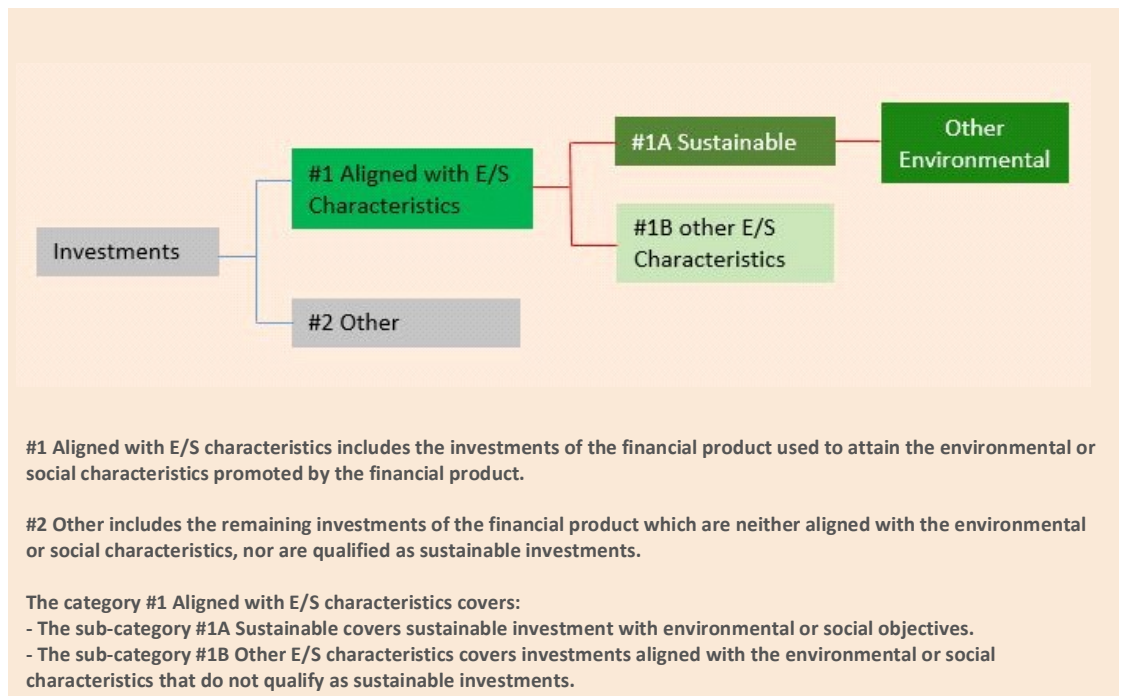 Other
Environmental
#1A Sustainable
#1 Aligned with E/S
Characteristics
#1B other E/S
Characteristics
Investments
#2 Other
#1 Aligned with E/S characteristics includes the investments of the financial product used to attain the environmental or
social characteristics promoted by the financial product.
#2 Other includes the remaining investments of the financial product which are neither aligned with the environmental
or social characteristics, nor are qualified as sustainable investments.
The category #1 Aligned with E/S characteristics covers:
- The sub-category #1A Sustainable covers sustainable investment with environmental or social objectives.
- The sub-category #1B Other E/S characteristics covers investments aligned with the environmental or social
characteristics that do not qualify as sustainable investments.